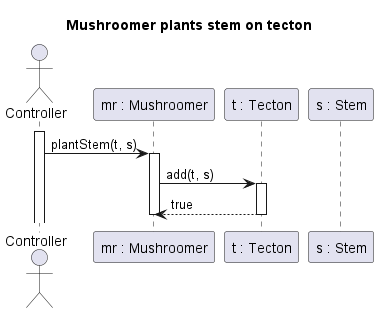 Mushroomer plants stem on tecton
Controller
mr : Mushroomer
t : Tecton
s : Stem
plantStem(t, s)
add(t, s)
true
Controller
mr : Mushroomer
t : Tecton
s : Stem